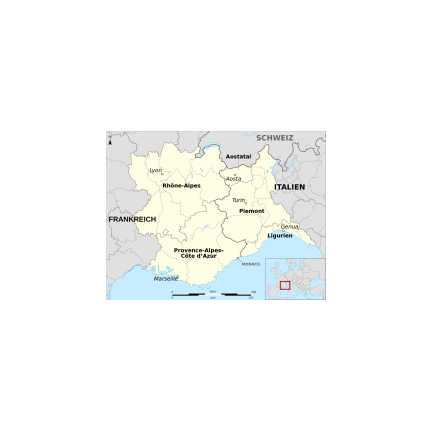 SCHWEIZ
Aostatal
Lyon
Aosta
Rhône-Alpes
ITALIEN
Turin
Piemont
FRANKREICH
Genua
Ligurien
Provence-Alpes-
Côte d'Azur
MONACO
Marseille